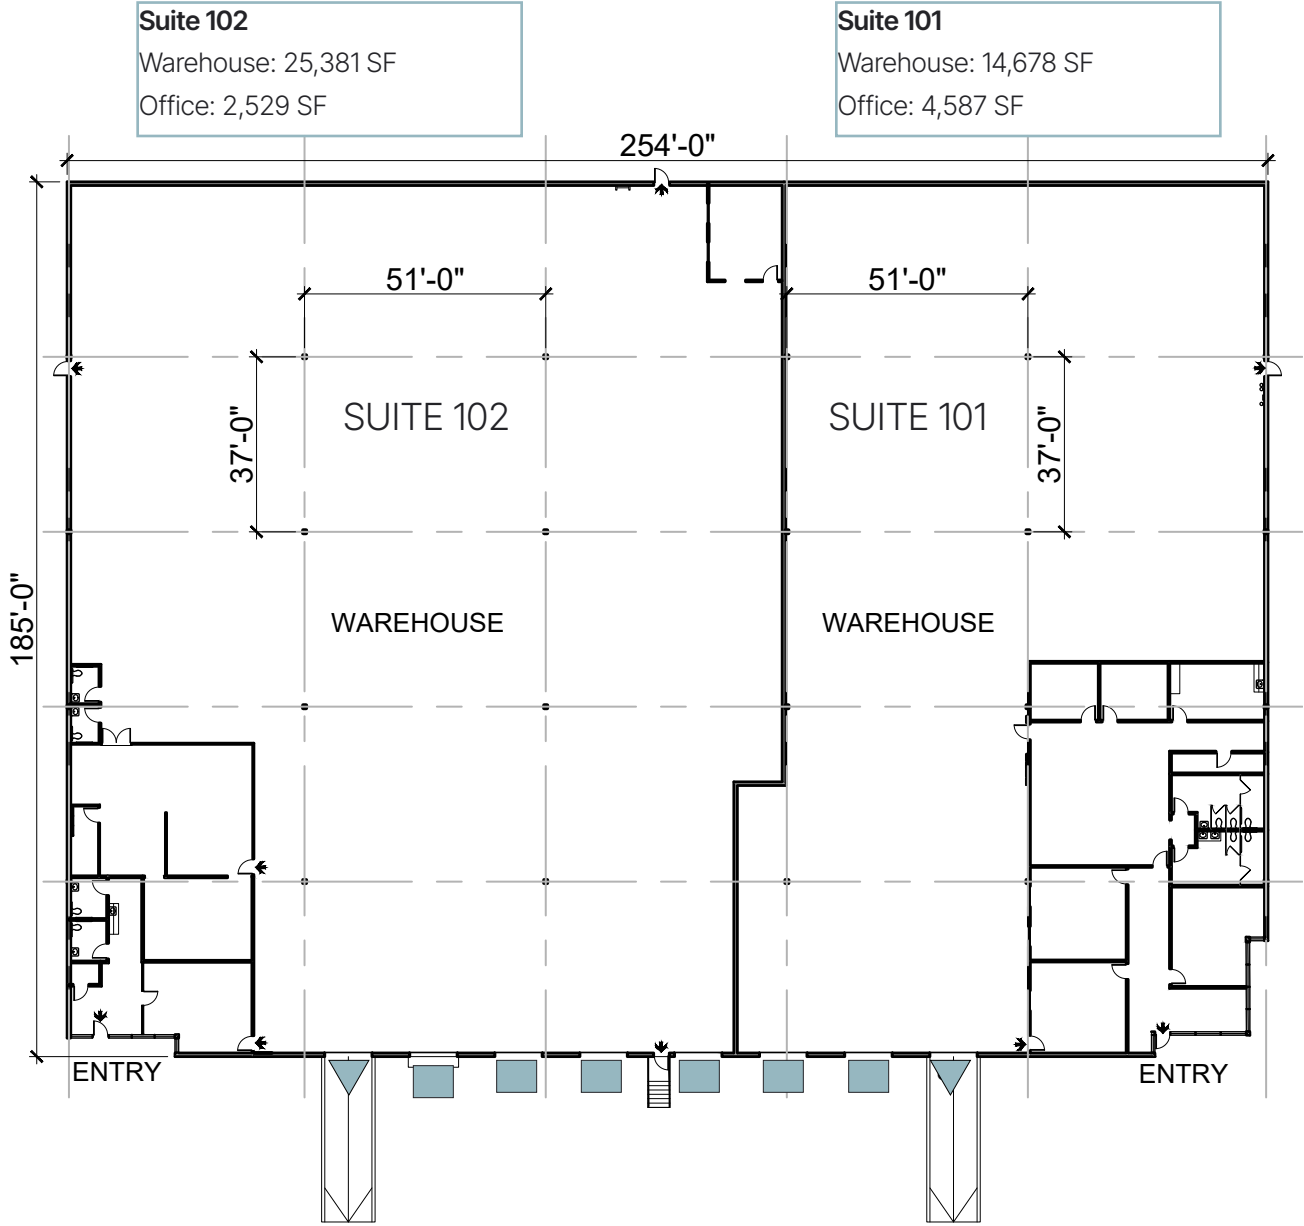 Suite 102
Warehouse: 25,381 SF
Office: 2,529 SF
Suite 101
Warehouse: 14,678 SF
Office: 4,587 SF
254'-0"
51'-0"
51'-0"
37'-0"
SUITE 102
SUITE 101
37'-0"
185'-0"
WAREHOUSE
WAREHOUSE
ENTRY
ENTRY